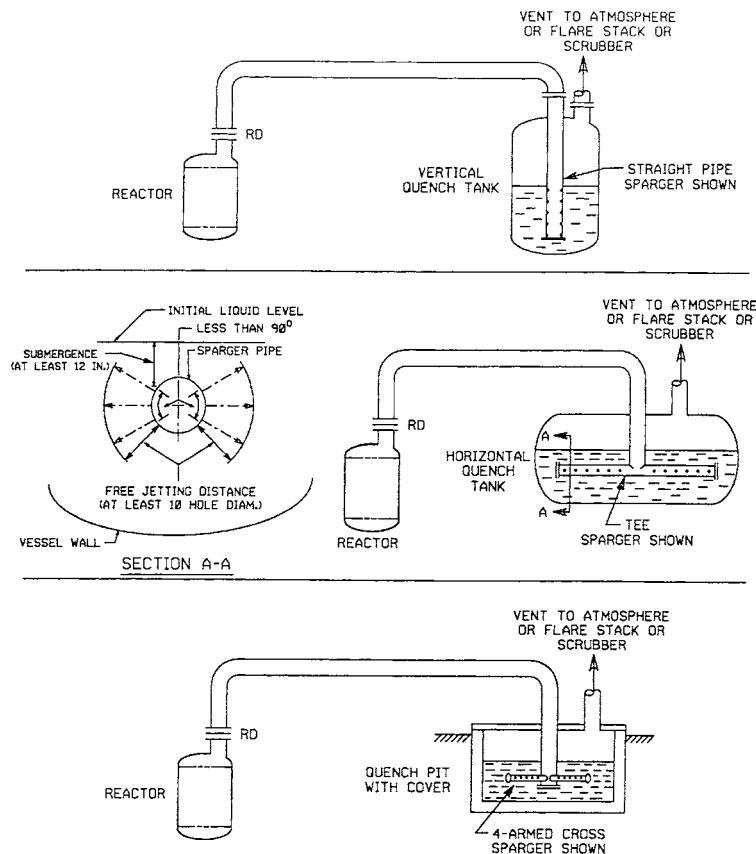 VENT TO ATMOSPHERE
OR FLARE STACK OR
SCRUBBER
RD
REACTOR
VERTICAL
QUENCH TANK
STRAIGHT PIPE
SPARGER SHOWN
INITIAL LIQUID LEVEL
LESS THAN 90°
SUBMERGENCE
(AT LEAST 12 IN.)
SPARGER PIPE
FREE JETTING DISTANCE
(AT LEAST 10 HOLE DIAM.)
VESSEL WALL
SECTION A-A
VENT TO ATMOSPHERE
OR FLARE STACK OR
SCRUBBER
RD
REACTOR
A
HORIZONTAL
QUENCH
TANK
A
TEE
SPARGER SHOWN
VENT TO ATMOSPHERE
OR FLARE STACK OR
SCRUBBER
RD
REACTOR
QUENCH PIT
WITH COVER
4-ARMED CROSS
SPARGER SHOWN